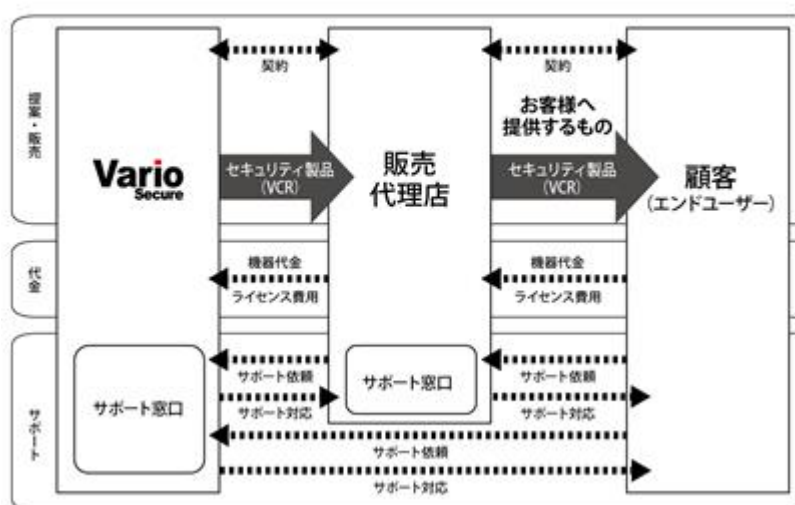 提案・販売
契約
契約
お客様へ
提供するもの
Vario
Secure
セキュリティ製品
（VCR）
販売
代理店
セキュリティ製品
（VCR）
顧客
（エンドユーザー）
代金
機器代金
ライセンス費用
機器代金
ライセンス費用
サポート
サポート窓口
サポート依頼
サポート対応
サポート窓口
サポート依頼
サポート対応
サポート依頼
サポート対応